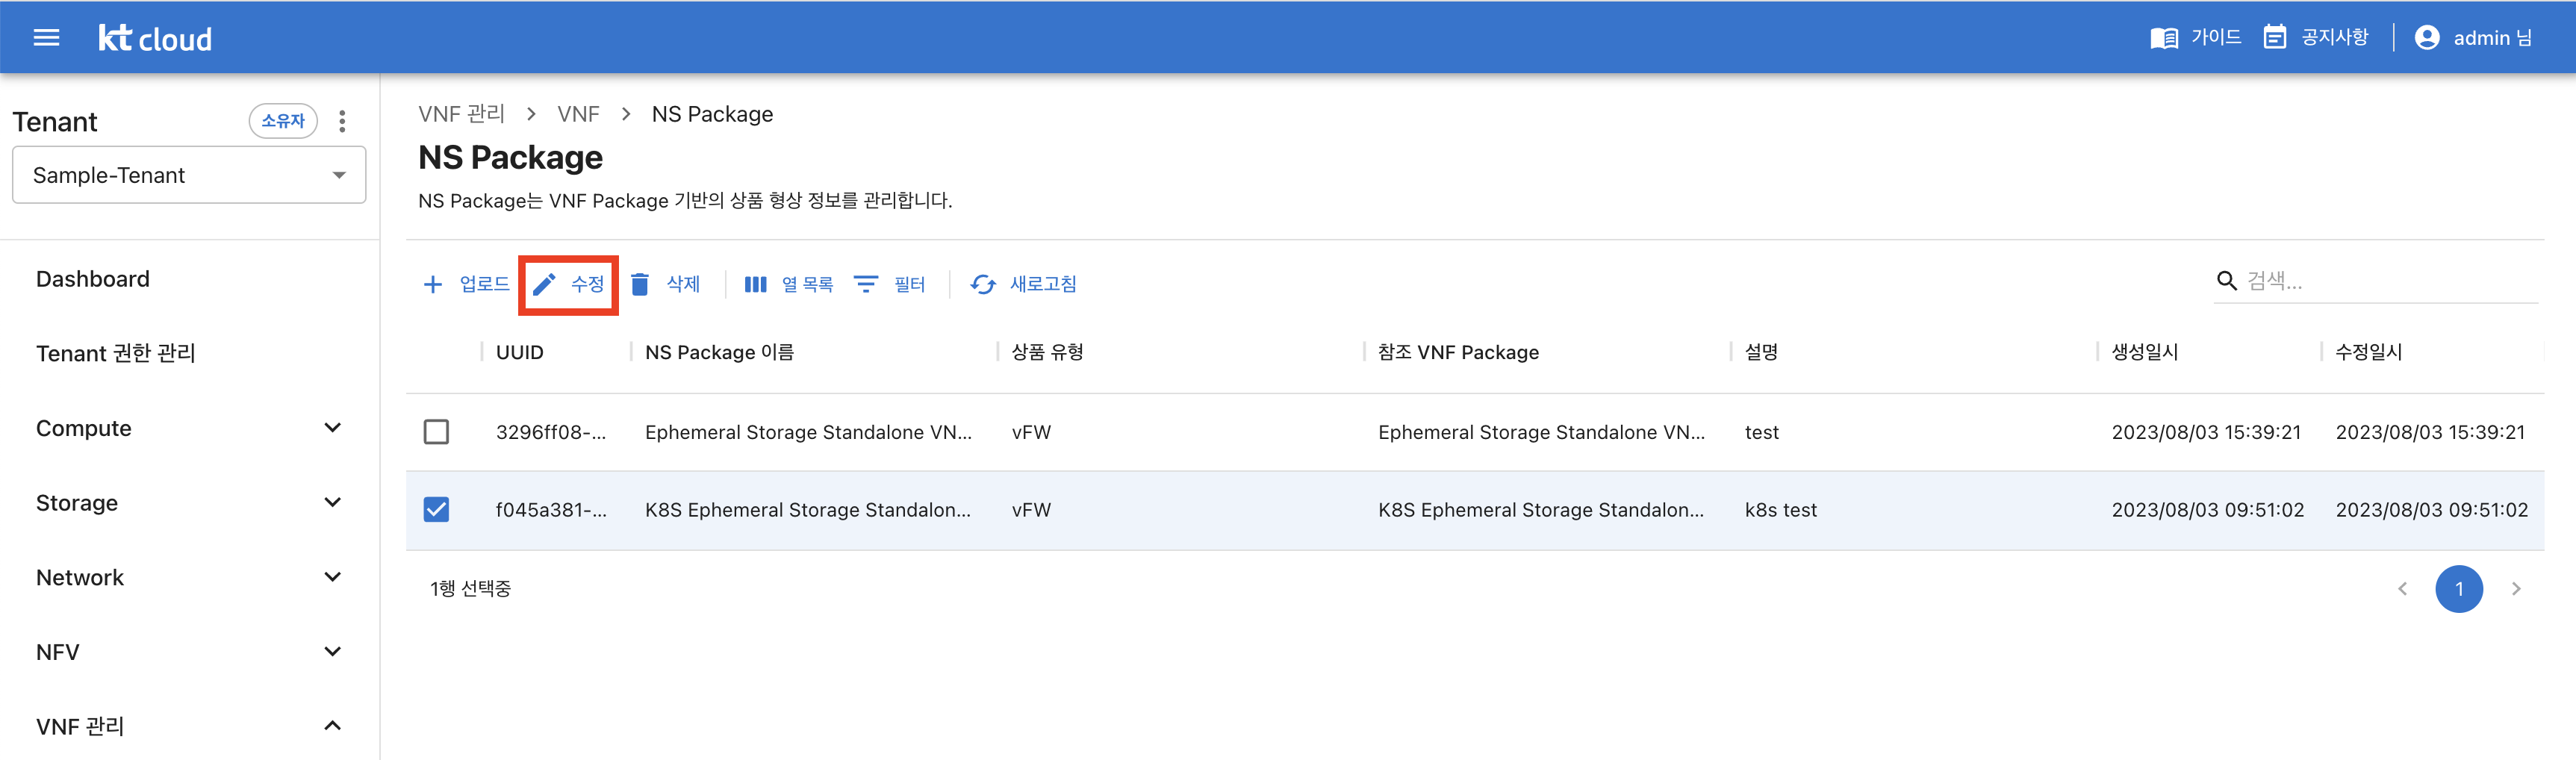 kt cloud
가이드
공지사항
admin 님
Tenant
소유자
Sample-Tenant
Dashboard
Tenant 권한 관리
Compute
Storage
Network
NFV
VNF 관리
VNF 관리 > VNF > NS Package
NS Package
NS Package는 VNF Package 기반의 상품 형상 정보를 관리합니다.
+ 업로드 수정 삭제 열 목록 필터 새로고침
검색...
UUID NS Package 이름 상품 유형 참조 VNF Package 설명 생성일시 수정일시
3296ff08-... Ephemeral Storage Standalone VN... vFW Ephemeral Storage Standalone VN... test 2023/08/03 15:39:21 2023/08/03 15:39:21
f045a381-... K8S Ephemeral Storage Standalon... vFW K8S Ephemeral Storage Standalon... k8s test 2023/08/03 09:51:02 2023/08/03 09:51:02
1행 선택중
< 1 >